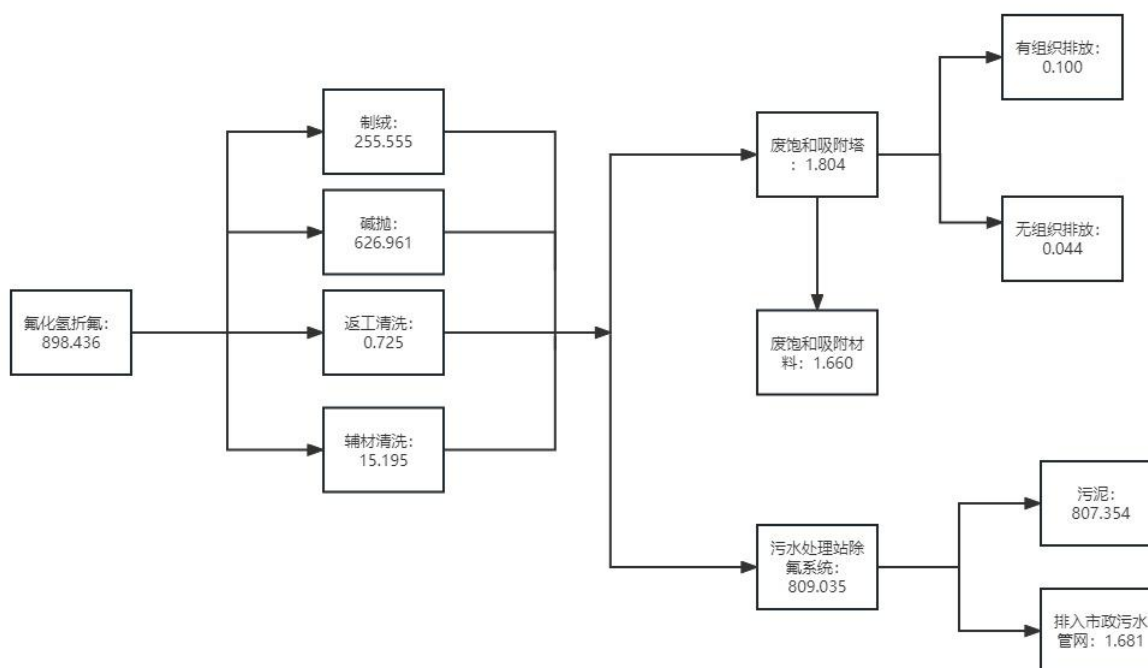 氟化氢折氟：
898.436
制绒：
255.555
碱抛：
626.961
返工清洗：
0.725
辅材清洗：
15.195
废饱和吸附塔
：1.804
废饱和吸附材
料：1.660
污水处理站除
氟系统：
809.035
有组织排放：
0.100
无组织排放：
0.044
污泥：
807.354
排入市政污水
管网：1.681